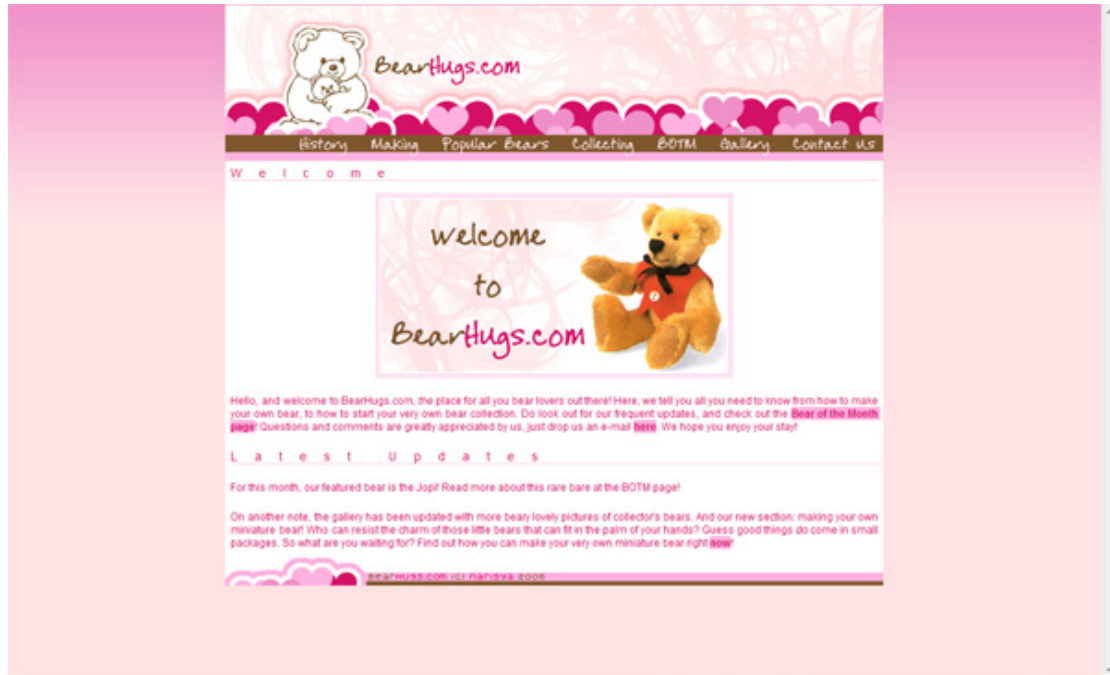 BearHugs.com
History Making Popular Bears Collecting BOTM Gallery Contact us
Welcome
welcome
to
BearHugs.com
Hello, and welcome to BearHugs.com, the place for all you bear lovers out there! Here, we tell you all you need to know from how to make
your own bear, to how to start your very own bear collection. Do look out for our frequent updates, and check out the Bear of the Month
page! Questions and comments are greatly appreciated by us, just drop us an e-mail here. We hope you enjoy your stay!
Latest Updates
For this month, our featured bear is the Jopi! Read more about this rare bare at the BOTM page!
On another note, the gallery has been updated with more beary lovely pictures of collector's bears. And our new section: making your own
miniature bear! Who can resist the charm of those little bears that can fit in the palm of your hands? Guess good things do come in small
packages. So what are you waiting for? Find out how you can make your very own miniature bear right now!
BearHugs.com (c) 2006